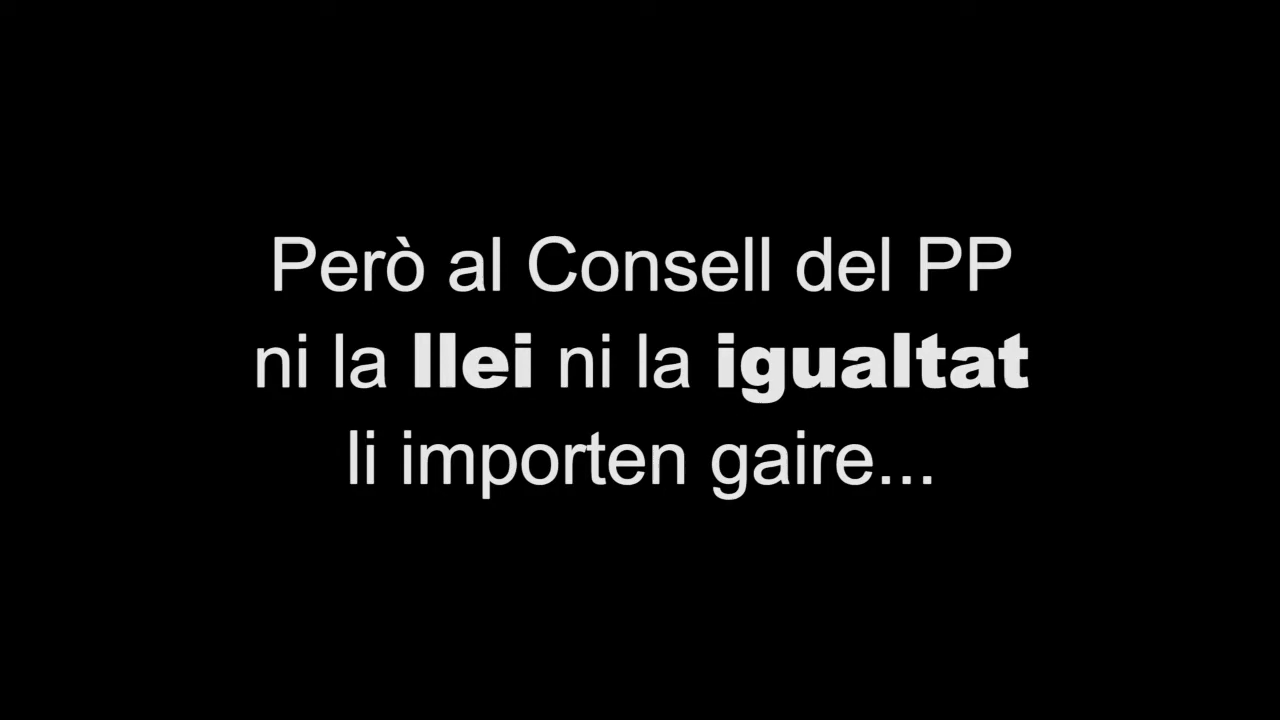 Però al Consell del PP
ni la llei ni la igualtat
li importen gaire...